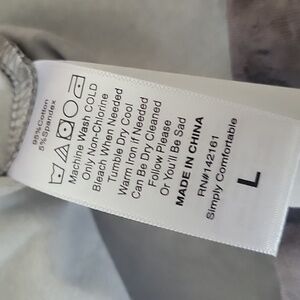 95%Cotton
5%Spandex
Machine Wash COLD
Only Non-Chlorine
Bleach When Needed
Tumble Dry Cool
Warm Iron if Needed
Can Be Dry Cleaned
Follow Please
Or You'll Be Sad
MADE IN CHINA
RN#142161
Simply Comfortable
L